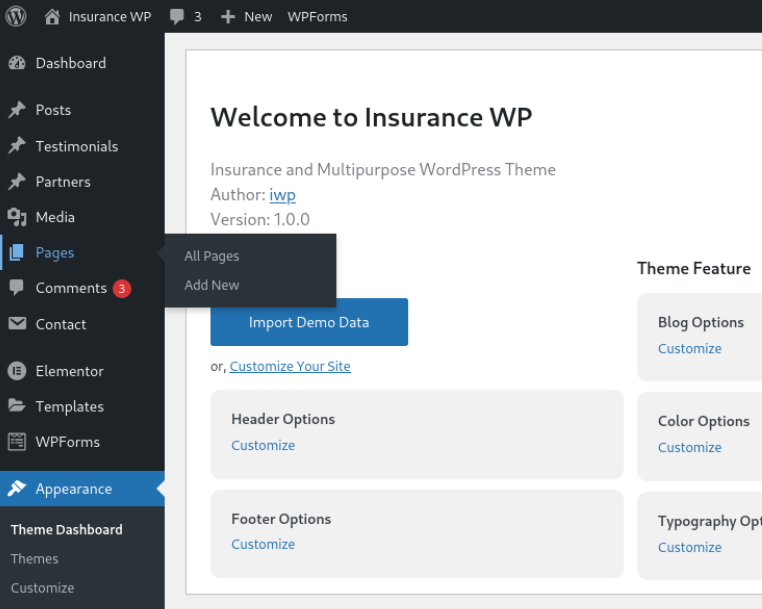 Insurance WP 3 New WPForms
Dashboard
Posts
Testimonials
Partners
Media
Pages
All Pages
Add New
Comments 3
Contact
Elementor
Templates
WPForms
Appearance
Theme Dashboard
Themes
Customize
Welcome to Insurance WP
Insurance and Multipurpose WordPress Theme
Author: iwp
Version: 1.0.0
Import Demo Data
or, Customize Your Site
Header Options
Customize
Footer Options
Customize
Theme Feature
Blog Options
Customize
Color Options
Customize
Typography Opt
Customize